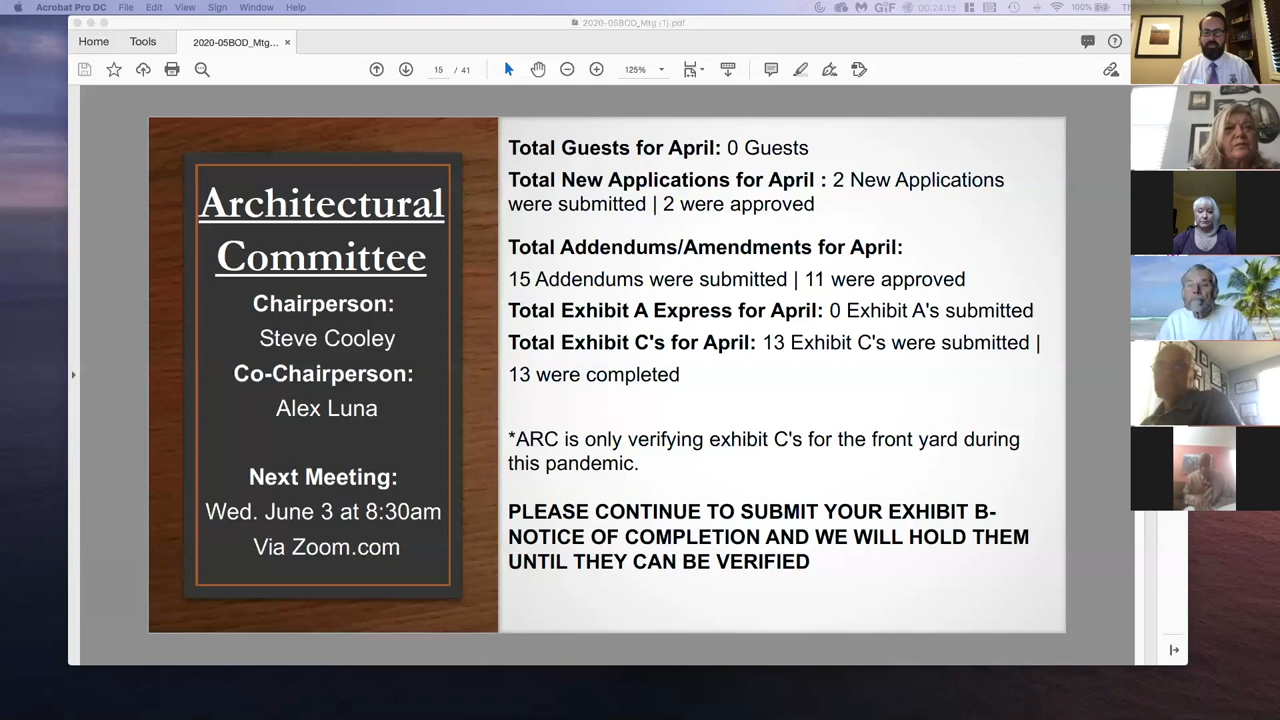 Acrobat Pro DC File Edit View Sign Window Help
GIF 00:24:15 100%
2020-05BOD_Mtg (1).pdf
Home Tools 2020-05BOD_Mtg... ×
15 / 41 125%
Architectural
Committee
Chairperson:
Steve Cooley
Co-Chairperson:
Alex Luna
Next Meeting:
Wed. June 3 at 8:30am
Via Zoom.com
Total Guests for April: 0 Guests
Total New Applications for April : 2 New Applications
were submitted | 2 were approved
Total Addendums/Amendments for April:
15 Addendums were submitted | 11 were approved
Total Exhibit A Express for April: 0 Exhibit A's submitted
Total Exhibit C's for April: 13 Exhibit C's were submitted |
13 were completed
*ARC is only verifying exhibit C's for the front yard during
this pandemic.
PLEASE CONTINUE TO SUBMIT YOUR EXHIBIT B-
NOTICE OF COMPLETION AND WE WILL HOLD THEM
UNTIL THEY CAN BE VERIFIED